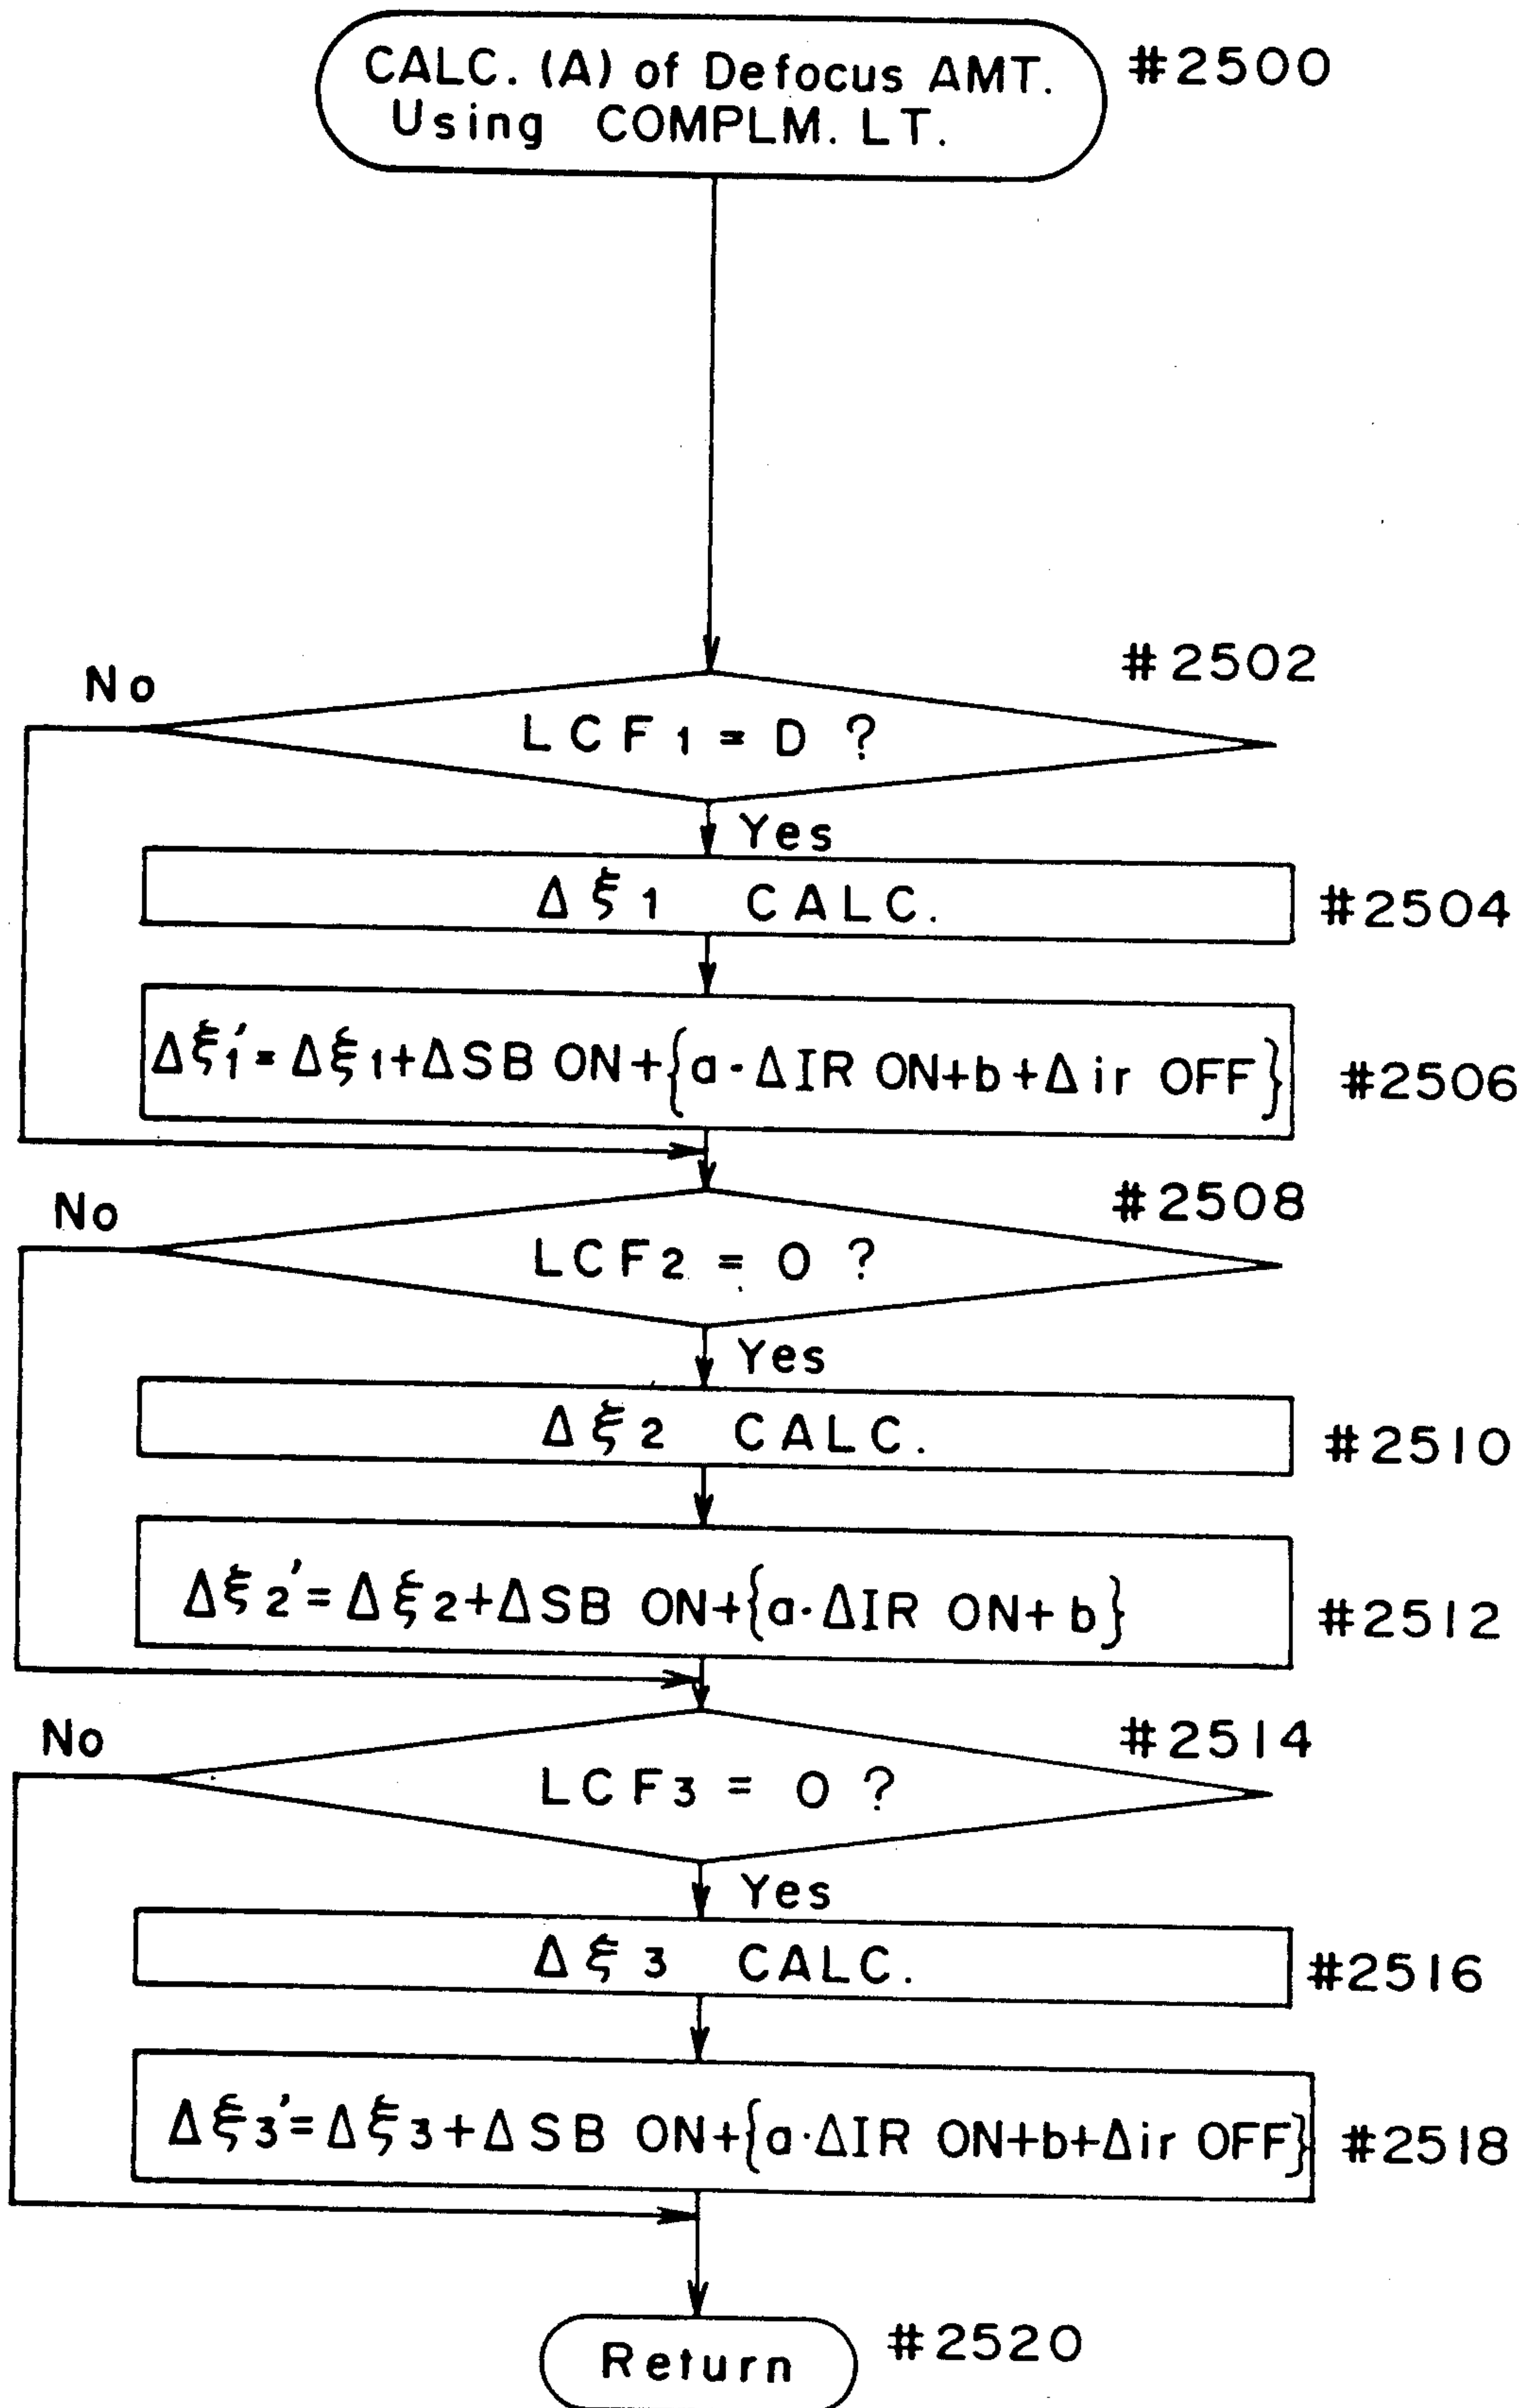 CALC. (A) of Defocus AMT.
Using COMPLM. LT.
#2500
#2502
No
LCF1 = D ?
Yes
Δξ1 CALC.
#2504
Δξ1' = Δξ1+ΔSB ON+{a·ΔIR ON+b+Δir OFF}
#2506
#2508
No
LCF2 = 0 ?
Yes
Δξ2 CALC.
#2510
Δξ2' = Δξ2+ΔSB ON+{a·ΔIR ON+b}
#2512
#2514
No
LCF3 = 0 ?
Yes
Δξ3 CALC.
#2516
Δξ3' = Δξ3+ΔSB ON+{a·ΔIR ON+b+Δir OFF}
#2518
Return
#2520